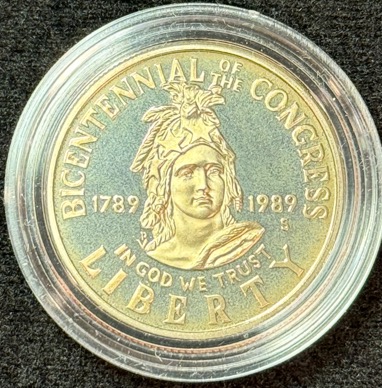 BICENTENNIAL OF THE CONGRESS
1789 1989
P
V
S
IN GOD WE TRUST
LIBERTY